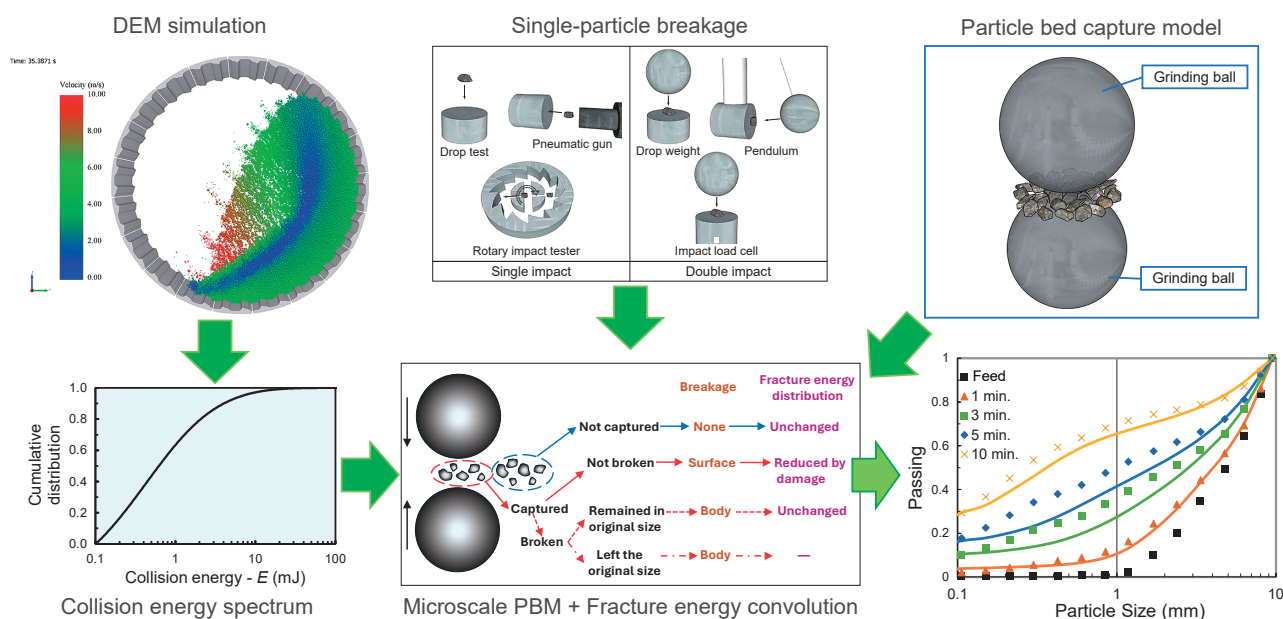 DEM simulation
Time: 35.3871 s
Velocity (m/s)
10.00
8.00
6.00
4.00
2.00
0.00
Single-particle breakage
Drop test
Pneumatic gun
Rotary impact tester
Single impact
Drop weight
Pendulum
Impact load cell
Double impact
Particle bed capture model
Grinding ball
Grinding ball
Cumulative
distribution
1.0
0.8
0.6
0.4
0.2
0.0
0.1
1
10
100
Collision energy - E (mJ)
Collision energy spectrum
Breakage
Fracture energy
distribution
Not captured
None
Unchanged
Not broken
Surface
Reduced by
damage
Captured
Broken
Remained in
original size
Body
Unchanged
Left the
original size
Body
—
Microscale PBM + Fracture energy convolution
Passing
1
0.8
0.6
0.4
0.2
0
Feed
1 min.
3 min.
5 min.
10 min.
0.1
1.0
10
Particle Size (mm)